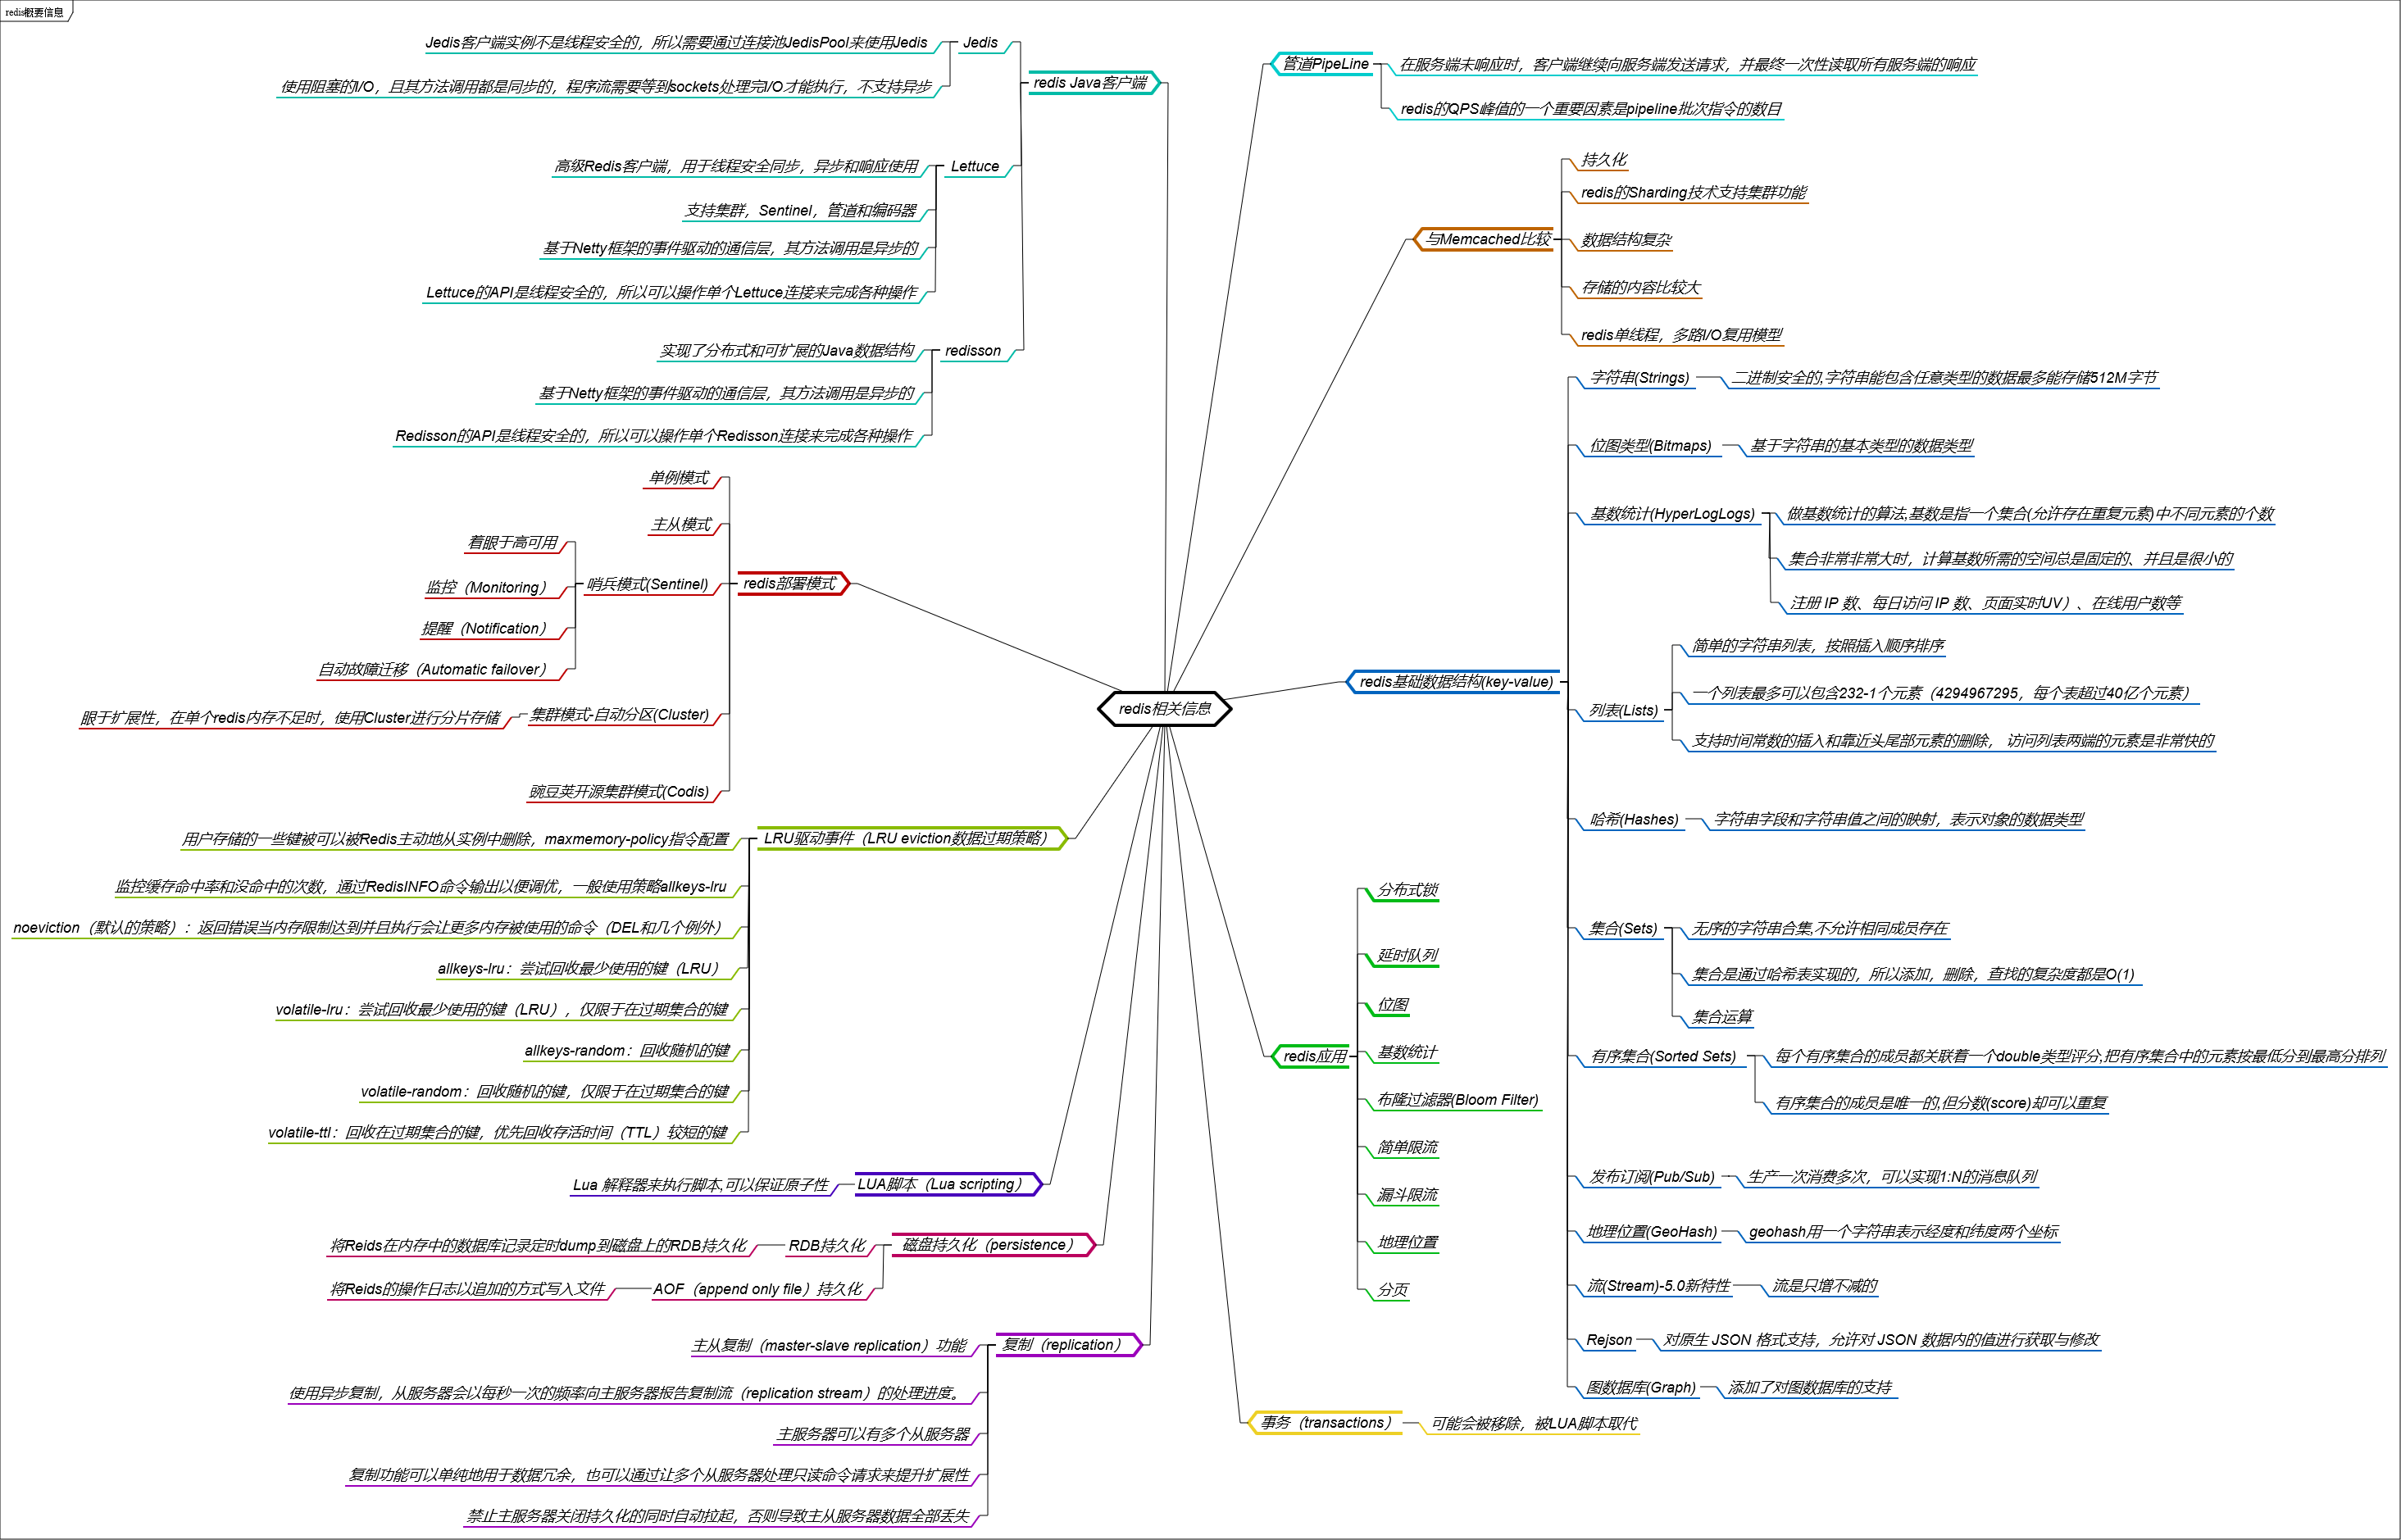 redis概要信息
redis相关信息
redis Java客户端
Jedis
Jedis客户端实例不是线程安全的，所以需要通过连接池JedisPool来使用Jedis
使用阻塞的I/O，且其方法调用都是同步的，程序流需要等到sockets处理完I/O才能执行，不支持异步
Lettuce
高级Redis客户端，用于线程安全同步，异步和响应使用
支持集群，Sentinel，管道和编码器
基于Netty框架的事件驱动的通信层，其方法调用是异步的
Lettuce的API是线程安全的，所以可以操作单个Lettuce连接来完成各种操作
redisson
实现了分布式和可扩展的Java数据结构
基于Netty框架的事件驱动的通信层，其方法调用是异步的
Redisson的API是线程安全的，所以可以操作单个Redisson连接来完成各种操作
redis部署模式
单例模式
主从模式
哨兵模式(Sentinel)
着眼于高可用
监控（Monitoring）
提醒（Notification）
自动故障迁移（Automatic failover）
集群模式-自动分区(Cluster)
眼于扩展性，在单个redis内存不足时，使用Cluster进行分片存储
豌豆荚开源集群模式(Codis)
LRU驱动事件（LRU eviction数据过期策略）
用户存储的一些键被可以被Redis主动地从实例中删除，maxmemory-policy指令配置
监控缓存命中率和没命中的次数，通过RedisINFO命令输出以便调优，一般使用策略allkeys-lru
noeviction（默认的策略）：返回错误当内存限制达到并且执行会让更多内存被使用的命令（DEL和几个例外）
allkeys-lru：尝试回收最少使用的键（LRU）
volatile-lru：尝试回收最少使用的键（LRU），仅限于在过期集合的键
allkeys-random：回收随机的键
volatile-random：回收随机的键，仅限于在过期集合的键
volatile-ttl：回收在过期集合的键，优先回收存活时间（TTL）较短的键
LUA脚本（Lua scripting）
Lua 解释器来执行脚本,可以保证原子性
磁盘持久化（persistence）
RDB持久化
将Reids在内存中的数据库记录定时dump到磁盘上的RDB持久化
AOF（append only file）持久化
将Reids的操作日志以追加的方式写入文件
复制（replication）
主从复制（master-slave replication）功能
使用异步复制，从服务器会以每秒一次的频率向主服务器报告复制流（replication stream）的处理进度。
主服务器可以有多个从服务器
复制功能可以单纯地用于数据冗余，也可以通过让多个从服务器处理只读命令请求来提升扩展性
禁止主服务器关闭持久化的同时自动拉起，否则导致主从服务器数据全部丢失
管道PipeLine
在服务端未响应时，客户端继续向服务端发送请求，并最终一次性读取所有服务端的响应
redis的QPS峰值的一个重要因素是pipeline批次指令的数目
与Memcached比较
持久化
redis的Sharding技术支持集群功能
数据结构复杂
存储的内容比较大
redis单线程，多路I/O复用模型
redis基础数据结构(key-value)
字符串(Strings)
二进制安全的,字符串能包含任意类型的数据最多能存储512M字节
位图类型(Bitmaps)
基于字符串的基本类型的数据类型
基数统计(HyperLogLogs)
做基数统计的算法,基数是指一个集合(允许存在重复元素)中不同元素的个数
集合非常非常大时，计算基数所需的空间总是固定的、并且是很小的
注册 IP 数、每日访问 IP 数、页面实时UV）、在线用户数等
列表(Lists)
简单的字符串列表，按照插入顺序排序
一个列表最多可以包含232-1个元素（4294967295，每个表超过40亿个元素）
支持时间常数的插入和靠近头尾部元素的删除， 访问列表两端的元素是非常快的
哈希(Hashes)
字符串字段和字符串值之间的映射，表示对象的数据类型
集合(Sets)
无序的字符串合集,不允许相同成员存在
集合是通过哈希表实现的，所以添加，删除，查找的复杂度都是O(1)
集合运算
有序集合(Sorted Sets)
每个有序集合的成员都关联着一个double类型评分,把有序集合中的元素按最低分到最高分排列
有序集合的成员是唯一的,但分数(score)却可以重复
发布订阅(Pub/Sub)
生产一次消费多次，可以实现1:N的消息队列
地理位置(GeoHash)
geohash用一个字符串表示经度和纬度两个坐标
流(Stream)-5.0新特性
流是只增不减的
Rejson
对原生 JSON 格式支持，允许对 JSON 数据内的值进行获取与修改
图数据库(Graph)
添加了对图数据库的支持
redis应用
分布式锁
延时队列
位图
基数统计
布隆过滤器(Bloom Filter)
简单限流
漏斗限流
地理位置
分页
事务（transactions）
可能会被移除，被LUA脚本取代